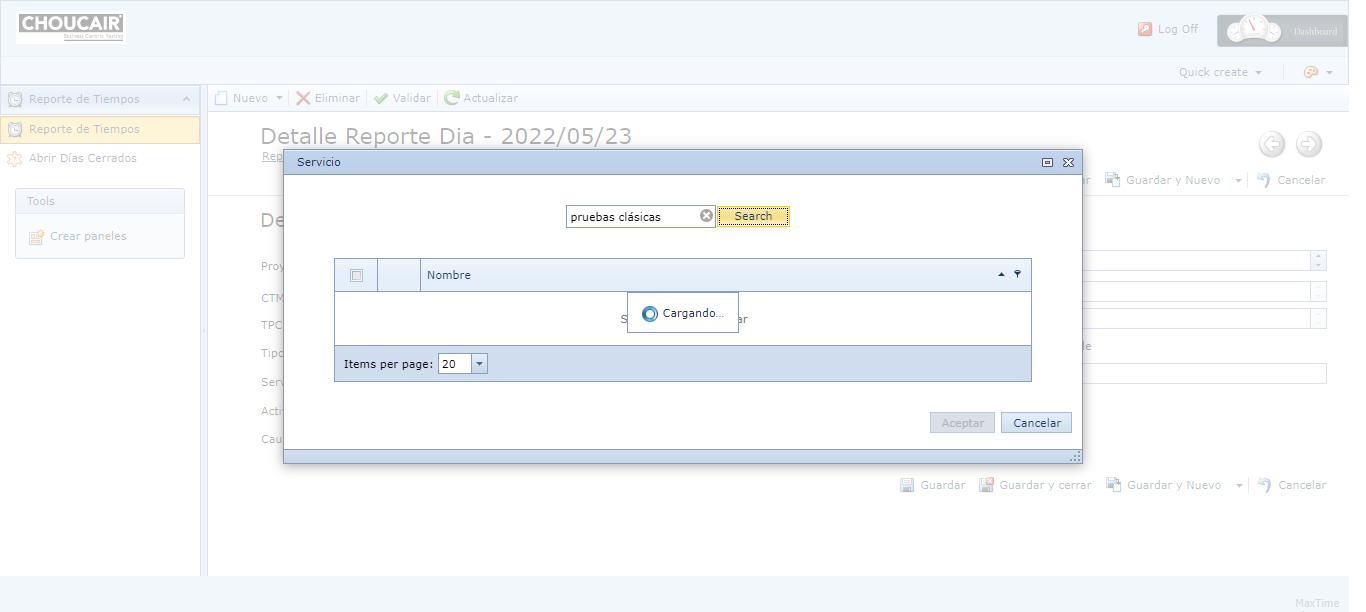 CHOUCAIR
Business Centric Testing
Log Off
Dashboard
Quick create
Reporte de Tiempos
Reporte de Tiempos
Abrir Días Cerrados
Tools
Crear paneles
Nuevo Eliminar Validar Actualizar
Detalle Reporte Dia - 2022/05/23
Rep
Guardar y Nuevo Cancelar
Servicio
pruebas clásicas Search
Nombre
Cargando...
Items per page: 20
Aceptar Cancelar
De
Proy
CTM
TPC
Tipo
Serv
Acti
Cau
Guardar Guardar y cerrar Guardar y Nuevo Cancelar
MaxTime